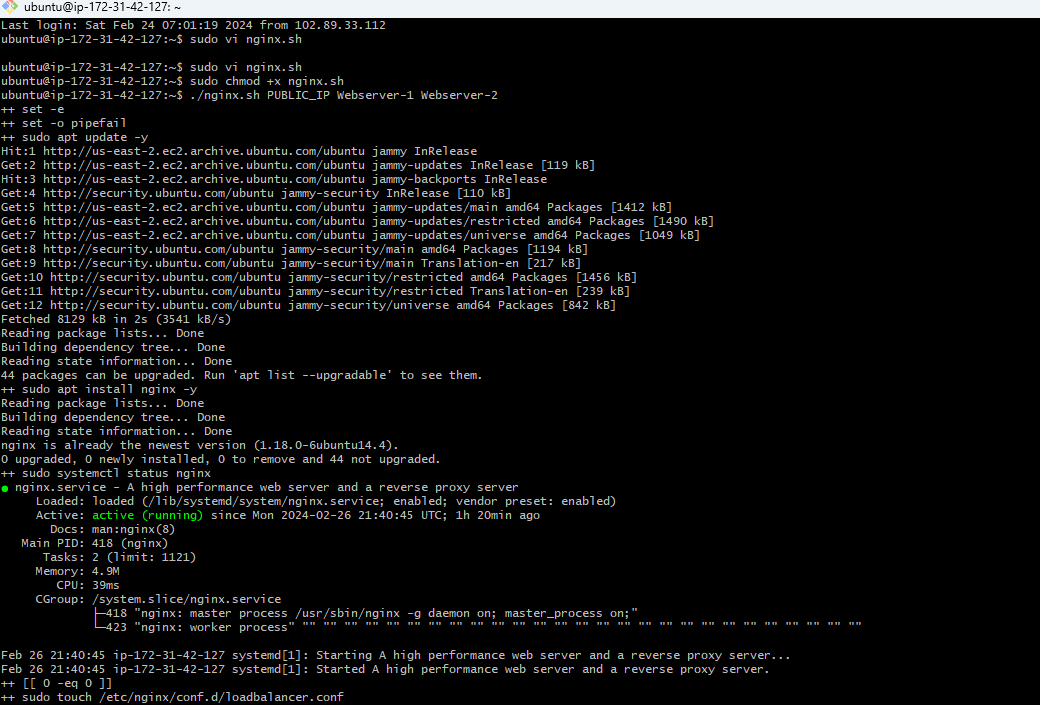 ubuntu@ip-172-31-42-127: ~
Last login: Sat Feb 24 07:01:19 2024 from 102.89.33.112
ubuntu@ip-172-31-42-127:~$ sudo vi nginx.sh
ubuntu@ip-172-31-42-127:~$ sudo vi nginx.sh
ubuntu@ip-172-31-42-127:~$ sudo chmod +x nginx.sh
ubuntu@ip-172-31-42-127:~$ ./nginx.sh PUBLIC_IP Webserver-1 Webserver-2
++ set -e
++ set -o pipefail
++ sudo apt update -y
Hit:1 http://us-east-2.ec2.archive.ubuntu.com/ubuntu jammy InRelease
Get:2 http://us-east-2.ec2.archive.ubuntu.com/ubuntu jammy-updates InRelease [119 kB]
Hit:3 http://us-east-2.ec2.archive.ubuntu.com/ubuntu jammy-backports InRelease
Get:4 http://security.ubuntu.com/ubuntu jammy-security InRelease [110 kB]
Get:5 http://us-east-2.ec2.archive.ubuntu.com/ubuntu jammy-updates/main amd64 Packages [1412 kB]
Get:6 http://us-east-2.ec2.archive.ubuntu.com/ubuntu jammy-updates/restricted amd64 Packages [1490 kB]
Get:7 http://us-east-2.ec2.archive.ubuntu.com/ubuntu jammy-updates/universe amd64 Packages [1049 kB]
Get:8 http://security.ubuntu.com/ubuntu jammy-security/main amd64 Packages [1194 kB]
Get:9 http://security.ubuntu.com/ubuntu jammy-security/main Translation-en [217 kB]
Get:10 http://security.ubuntu.com/ubuntu jammy-security/restricted amd64 Packages [1456 kB]
Get:11 http://security.ubuntu.com/ubuntu jammy-security/restricted Translation-en [239 kB]
Get:12 http://security.ubuntu.com/ubuntu jammy-security/universe amd64 Packages [842 kB]
Fetched 8129 kB in 2s (3541 kB/s)
Reading package lists... Done
Building dependency tree... Done
Reading state information... Done
44 packages can be upgraded. Run 'apt list --upgradable' to see them.
++ sudo apt install nginx -y
Reading package lists... Done
Building dependency tree... Done
Reading state information... Done
nginx is already the newest version (1.18.0-6ubuntu14.4).
0 upgraded, 0 newly installed, 0 to remove and 44 not upgraded.
++ sudo systemctl status nginx
● nginx.service - A high performance web server and a reverse proxy server
Loaded: loaded (/lib/systemd/system/nginx.service; enabled; vendor preset: enabled)
Active: active (running) since Mon 2024-02-26 21:40:45 UTC; 1h 20min ago
Docs: man:nginx(8)
Main PID: 418 (nginx)
Tasks: 2 (limit: 1121)
Memory: 4.9M
CPU: 39ms
CGroup: /system.slice/nginx.service
├─418 "nginx: master process /usr/sbin/nginx -g daemon on; master_process on;"
└─423 "nginx: worker process" "" "" "" "" "" "" "" "" "" "" "" "" "" "" "" "" "" "" "" "" "" "" "" "" "" "" ""
Feb 26 21:40:45 ip-172-31-42-127 systemd[1]: Starting A high performance web server and a reverse proxy server...
Feb 26 21:40:45 ip-172-31-42-127 systemd[1]: Started A high performance web server and a reverse proxy server.
++ [[ 0 -eq 0 ]]
++ sudo touch /etc/nginx/conf.d/loadbalancer.conf